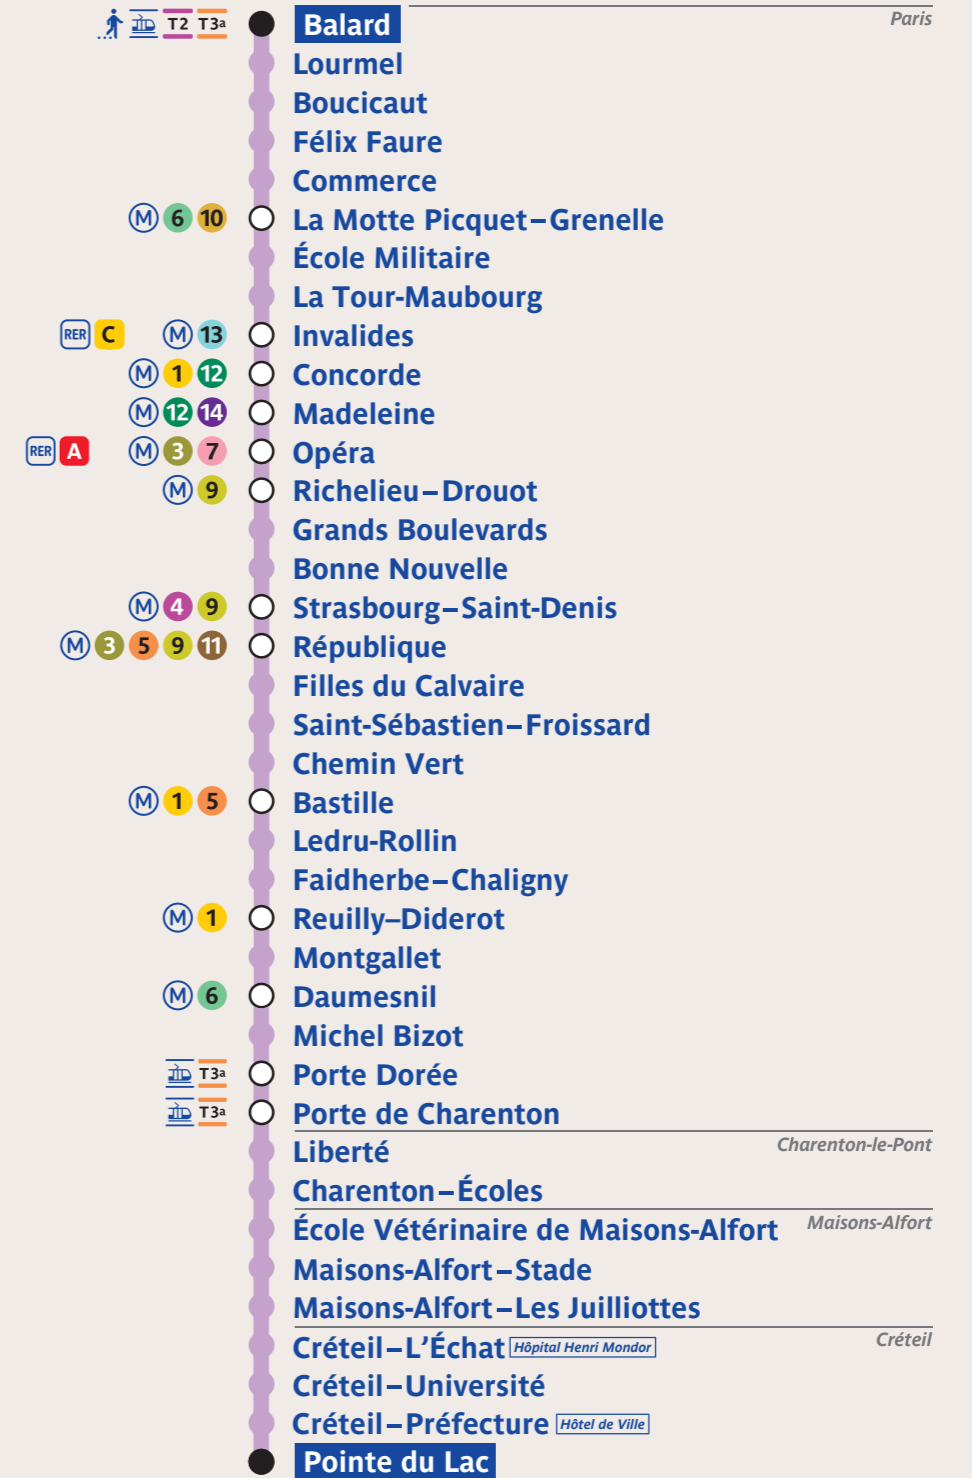 T2 T3a Balard Paris
Lourmel
Boucicaut
Félix Faure
Commerce
M 6 10 La Motte Picquet–Grenelle
École Militaire
La Tour-Maubourg
RER C M 13 Invalides
M 1 12 Concorde
M 12 14 Madeleine
RER A M 3 7 Opéra
M 9 Richelieu–Drouot
Grands Boulevards
Bonne Nouvelle
M 4 9 Strasbourg–Saint-Denis
M 3 5 9 11 République
Filles du Calvaire
Saint-Sébastien–Froissard
Chemin Vert
M 1 5 Bastille
Ledru-Rollin
Faidherbe–Chaligny
M 1 Reuilly–Diderot
Montgallet
M 6 Daumesnil
Michel Bizot
T3a Porte Dorée
T3a Porte de Charenton
Liberté Charenton-le-Pont
Charenton–Écoles
École Vétérinaire de Maisons-Alfort Maisons-Alfort
Maisons-Alfort–Stade
Maisons-Alfort–Les Juilliottes
Créteil–L'Échat Hôpital Henri Mondor Créteil
Créteil–Université
Créteil–Préfecture Hôtel de Ville
Pointe du Lac